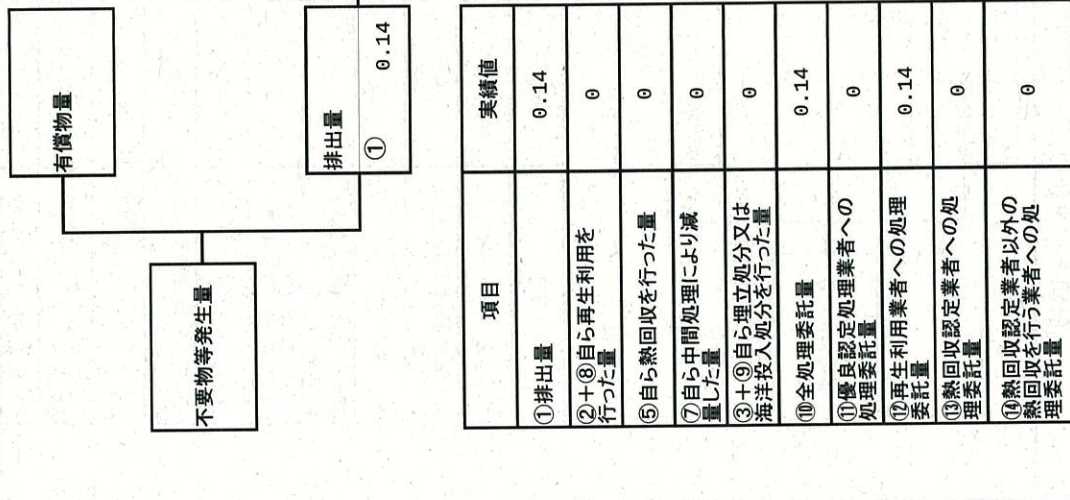 有償物量
不要物等発生量
排出量
① 0.14
項目 実績値
①排出量 0.14
②+⑧自ら再生利用を
行った量 0
⑤自ら熱回収を行った量 0
⑦自ら中間処理により減
量した量 0
③+⑨自ら埋立処分又は
海洋投入処分を行った量 0
⑩全処理委託量 0.14
⑪優良認定処理業者への
処理委託量 0
⑫再生利用業者への処理
委託量 0.14
⑬熱回収認定業者への処
理委託量 0
⑭熱回収認定業者以外の
熱回収を行う業者への処
理委託量 0